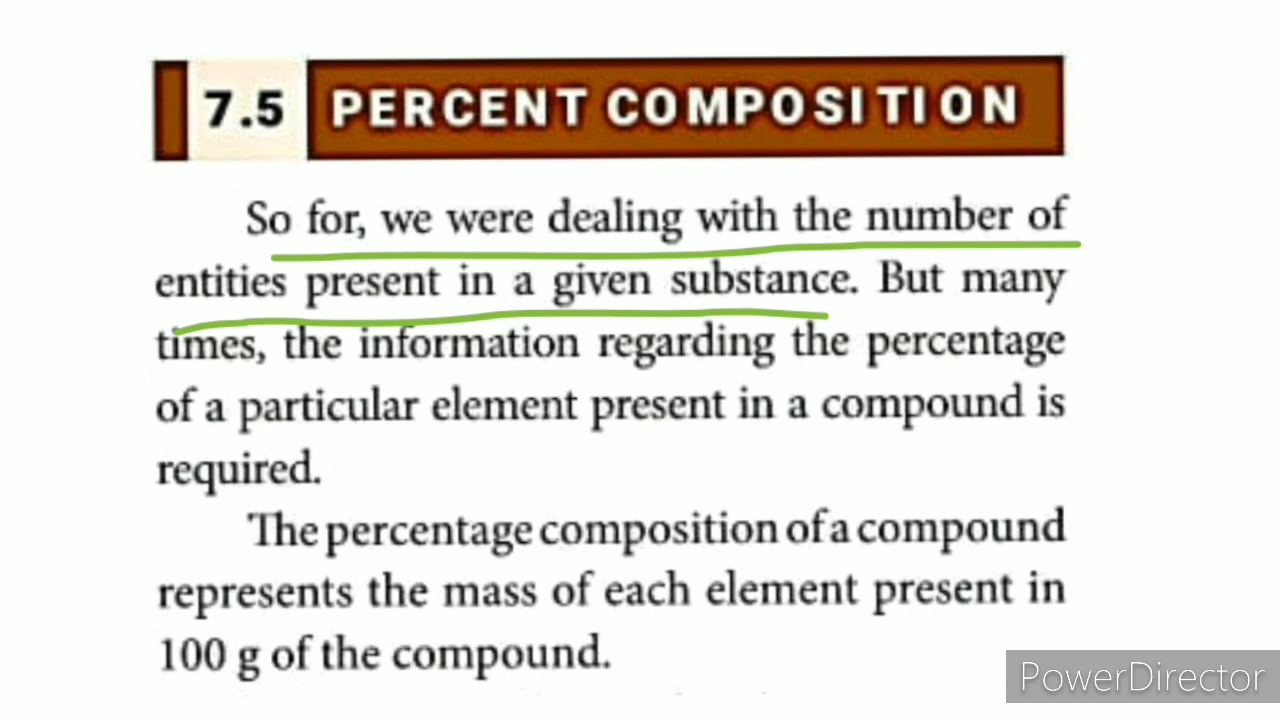 7.5 PERCENT COMPOSITION
So for, we were dealing with the number of
entities present in a given substance. But many
times, the information regarding the percentage
of a particular element present in a compound is
required.
The percentage composition of a compound
represents the mass of each element present in
100 g of the compound.
PowerDirector